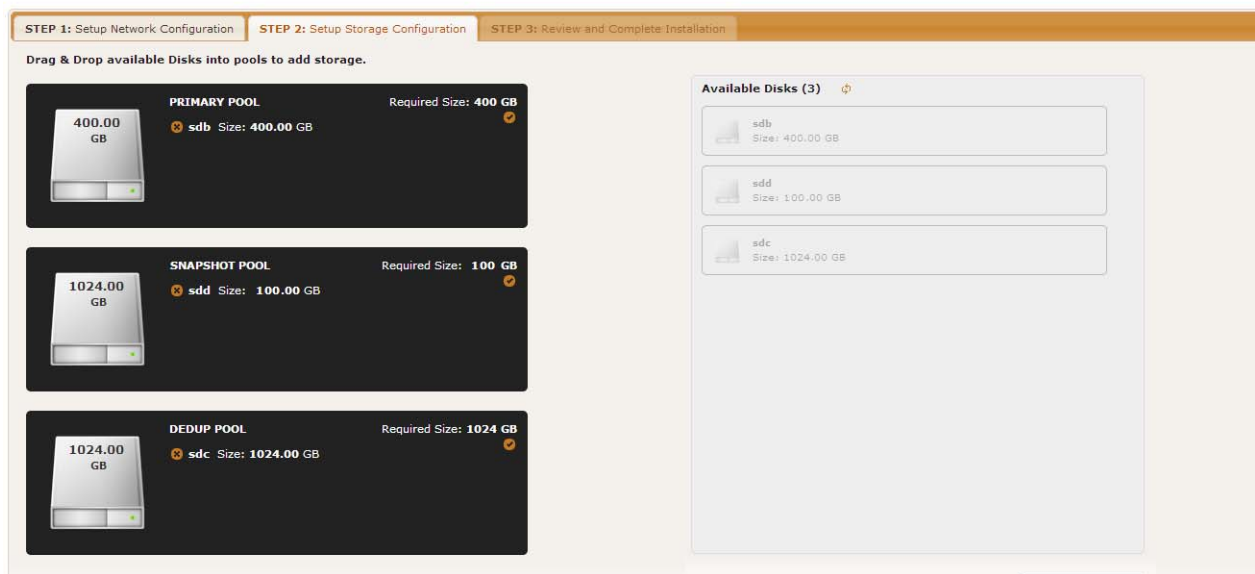 STEP 1: Setup Network Configuration
STEP 2: Setup Storage Configuration
STEP 3: Review and Complete Installation
Drag & Drop available Disks into pools to add storage.
400.00
GB
PRIMARY POOL
Required Size: 400 GB
sdb Size: 400.00 GB
1024.00
GB
SNAPSHOT POOL
Required Size: 100 GB
sdd Size: 100.00 GB
1024.00
GB
DEDUP POOL
Required Size: 1024 GB
sdc Size: 1024.00 GB
Available Disks (3)
sdb
Size: 400.00 GB
sdd
Size: 100.00 GB
sdc
Size: 1024.00 GB